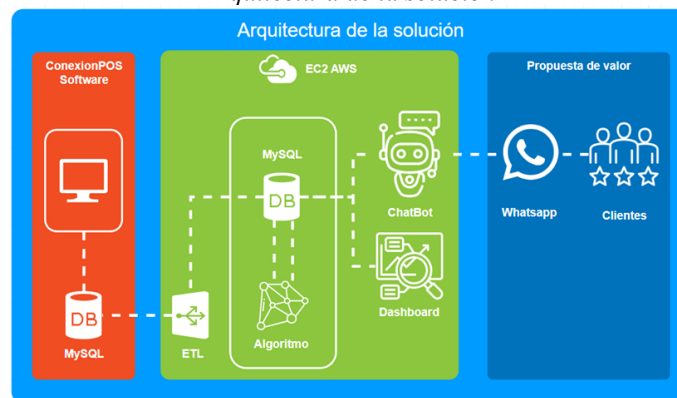 Arquitectura de la solución
ConexionPOS
Software
EC2 AWS
Propuesta de valor
MySQL
DB
ChatBot
Whatsapp
Clientes
DB
MySQL
ETL
Algoritmo
Dashboard